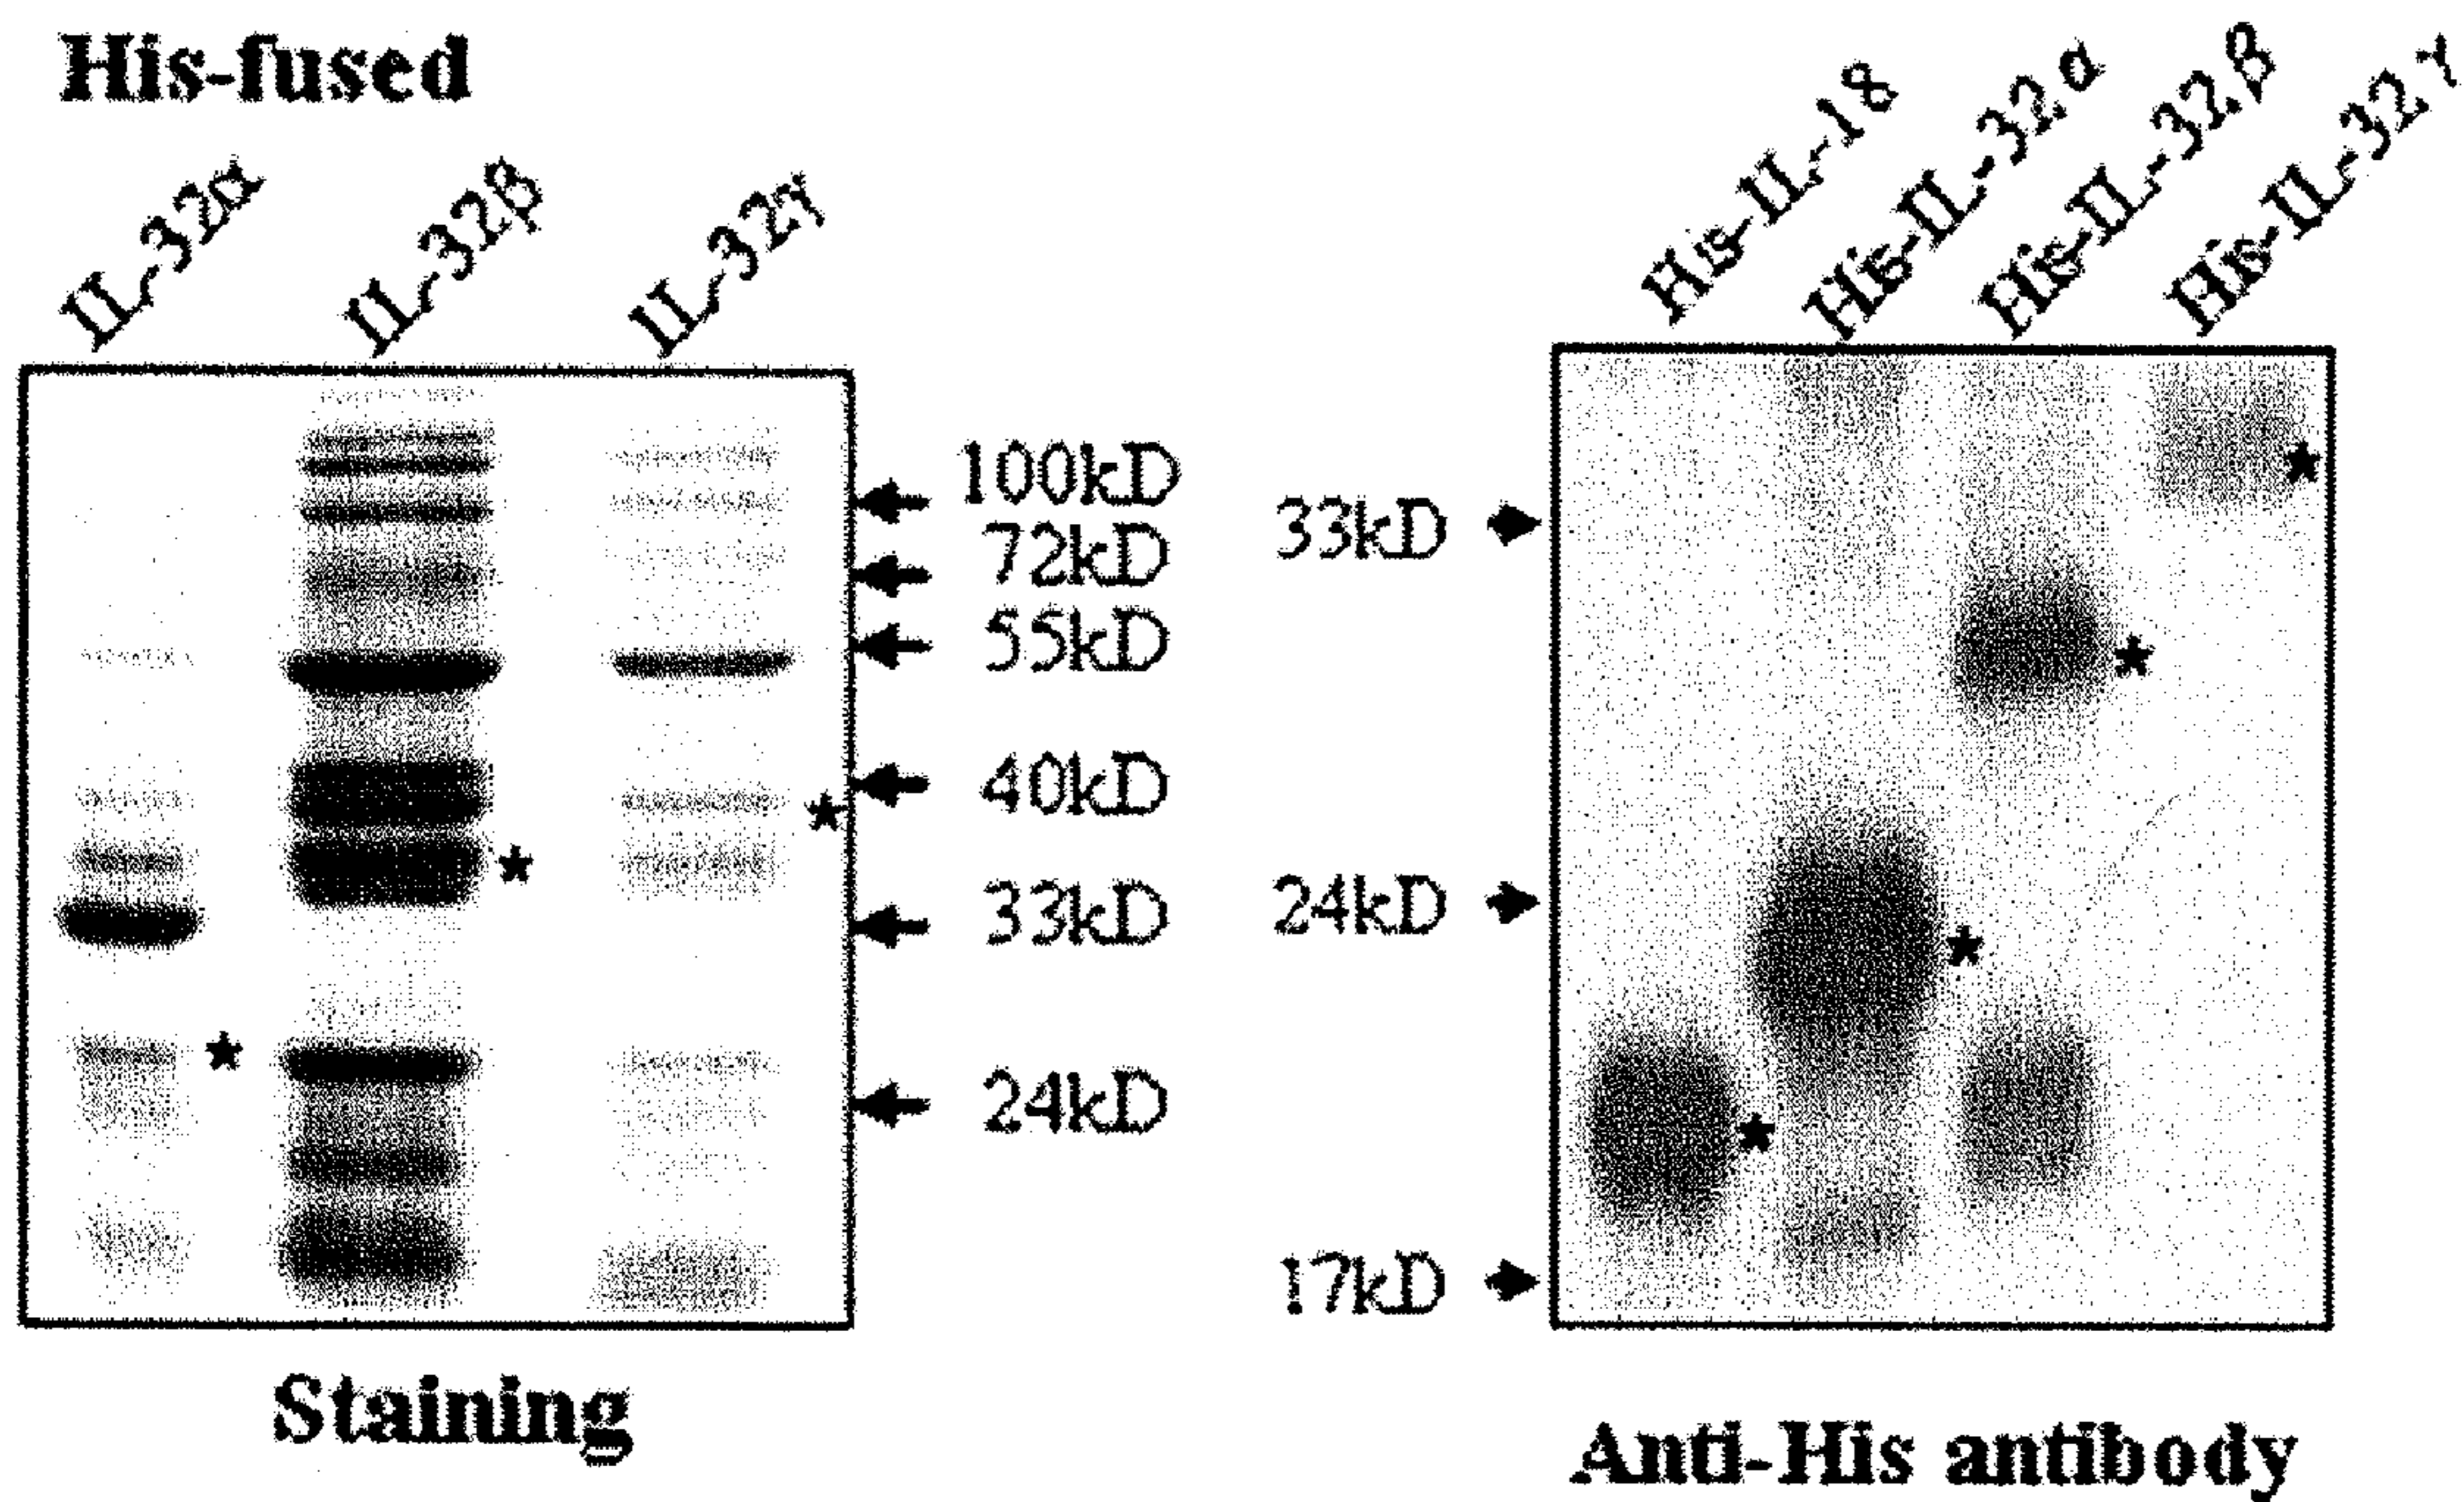 His-fused
IL-32α
IL-32β
IL-32γ
100kD
72kD
55kD
40kD
33kD
24kD
Staining
His-IL-18
His-IL-32α
His-IL-32β
His-IL-32γ
33kD
24kD
17kD
Anti-His antibody